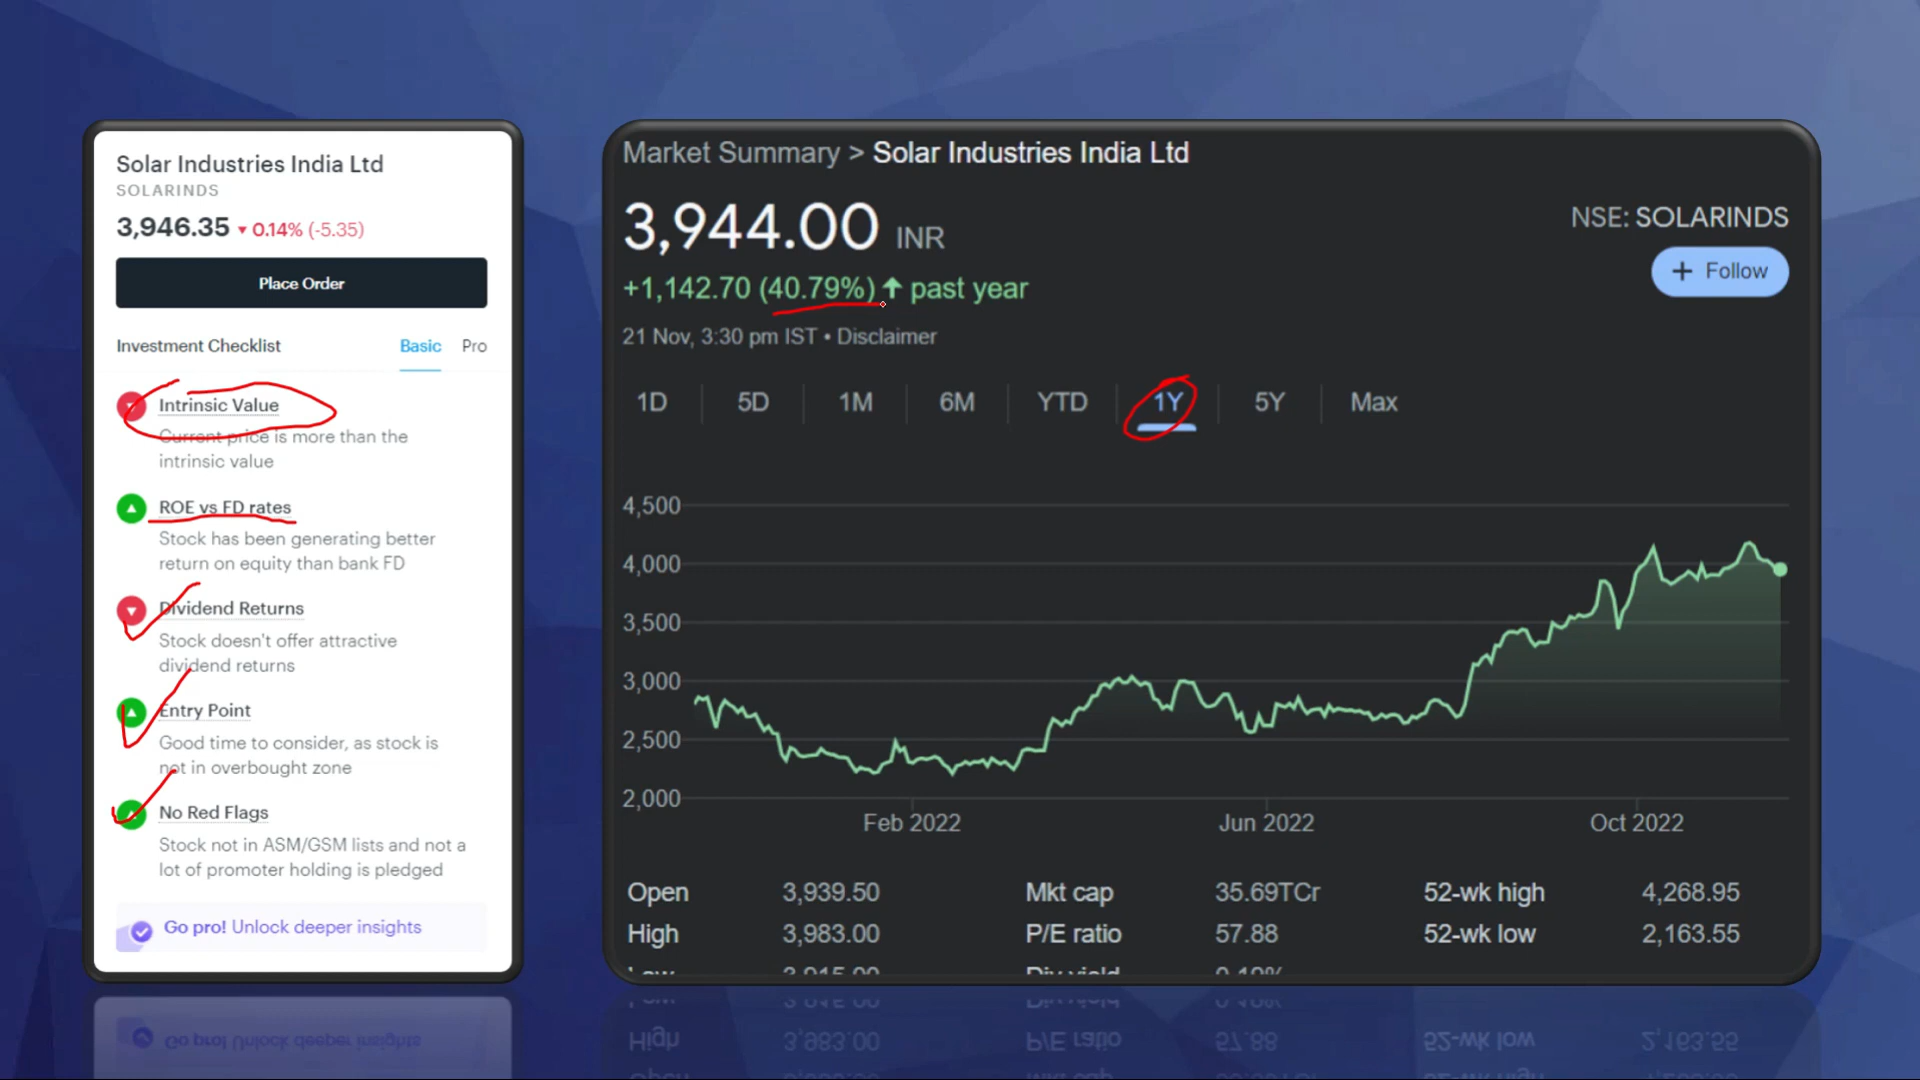 Solar Industries India Ltd
SOLARINDS
3,946.35 ▼ 0.14% (-5.35)
Place Order
Investment Checklist Basic Pro
Intrinsic Value
Current price is more than the
intrinsic value
ROE vs FD rates
Stock has been generating better
return on equity than bank FD
Dividend Returns
Stock doesn't offer attractive
dividend returns
Entry Point
Good time to consider, as stock is
not in overbought zone
No Red Flags
Stock not in ASM/GSM lists and not a
lot of promoter holding is pledged
Go pro! Unlock deeper insights
Market Summary > Solar Industries India Ltd
3,944.00 INR
NSE: SOLARINDS
+ Follow
+1,142.70 (40.79%) ↑ past year
21 Nov, 3:30 pm IST • Disclaimer
1D 5D 1M 6M YTD 1Y 5Y Max
4,500
4,000
3,500
3,000
2,500
2,000
Feb 2022 Jun 2022 Oct 2022
Open 3,939.50 Mkt cap 35.69TCr 52-wk high 4,268.95
High 3,983.00 P/E ratio 57.88 52-wk low 2,163.55
Low 3,915.00 Div yield 0.19%